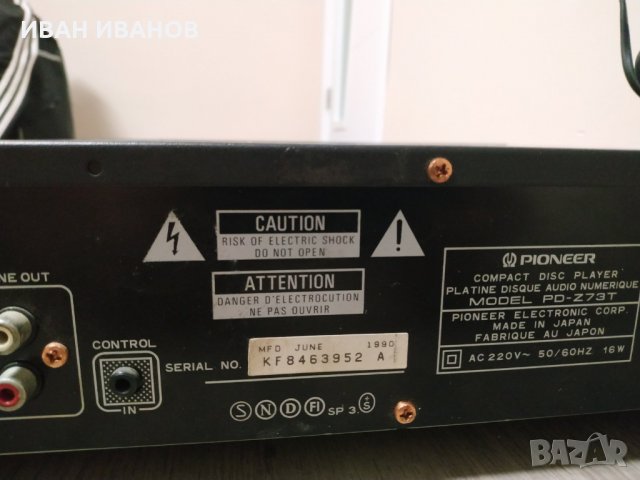 ИВАН ИВАНОВ
CAUTION
RISK OF ELECTRIC SHOCK
DO NOT OPEN
ATTENTION
DANGER D'ELECTROCUTION
NE PAS OUVRIR
NE OUT
CONTROL
IN
SERIAL NO.
MFD JUNE 1990
KF8463952 A
S N D FI SP 3. ±S
PIONEER
COMPACT DISC PLAYER
PLATINE DISQUE AUDIO NUMERIQUE
MODEL PD-Z73T
PIONEER ELECTRONIC CORP.
MADE IN JAPAN
FABRIQUE AU JAPON
AC 220V~ 50/60HZ 16W
BAZAR